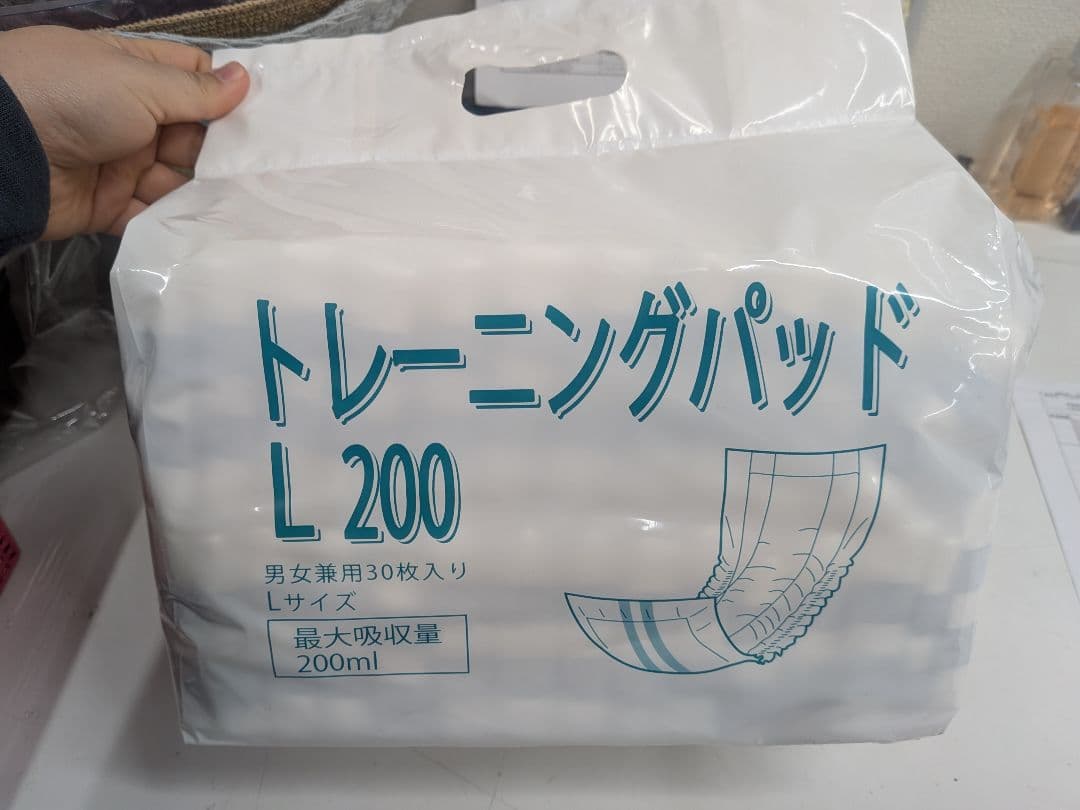 トレーニングパッド
L 200
男女兼用30枚入り
Lサイズ
最大吸収量
200ml